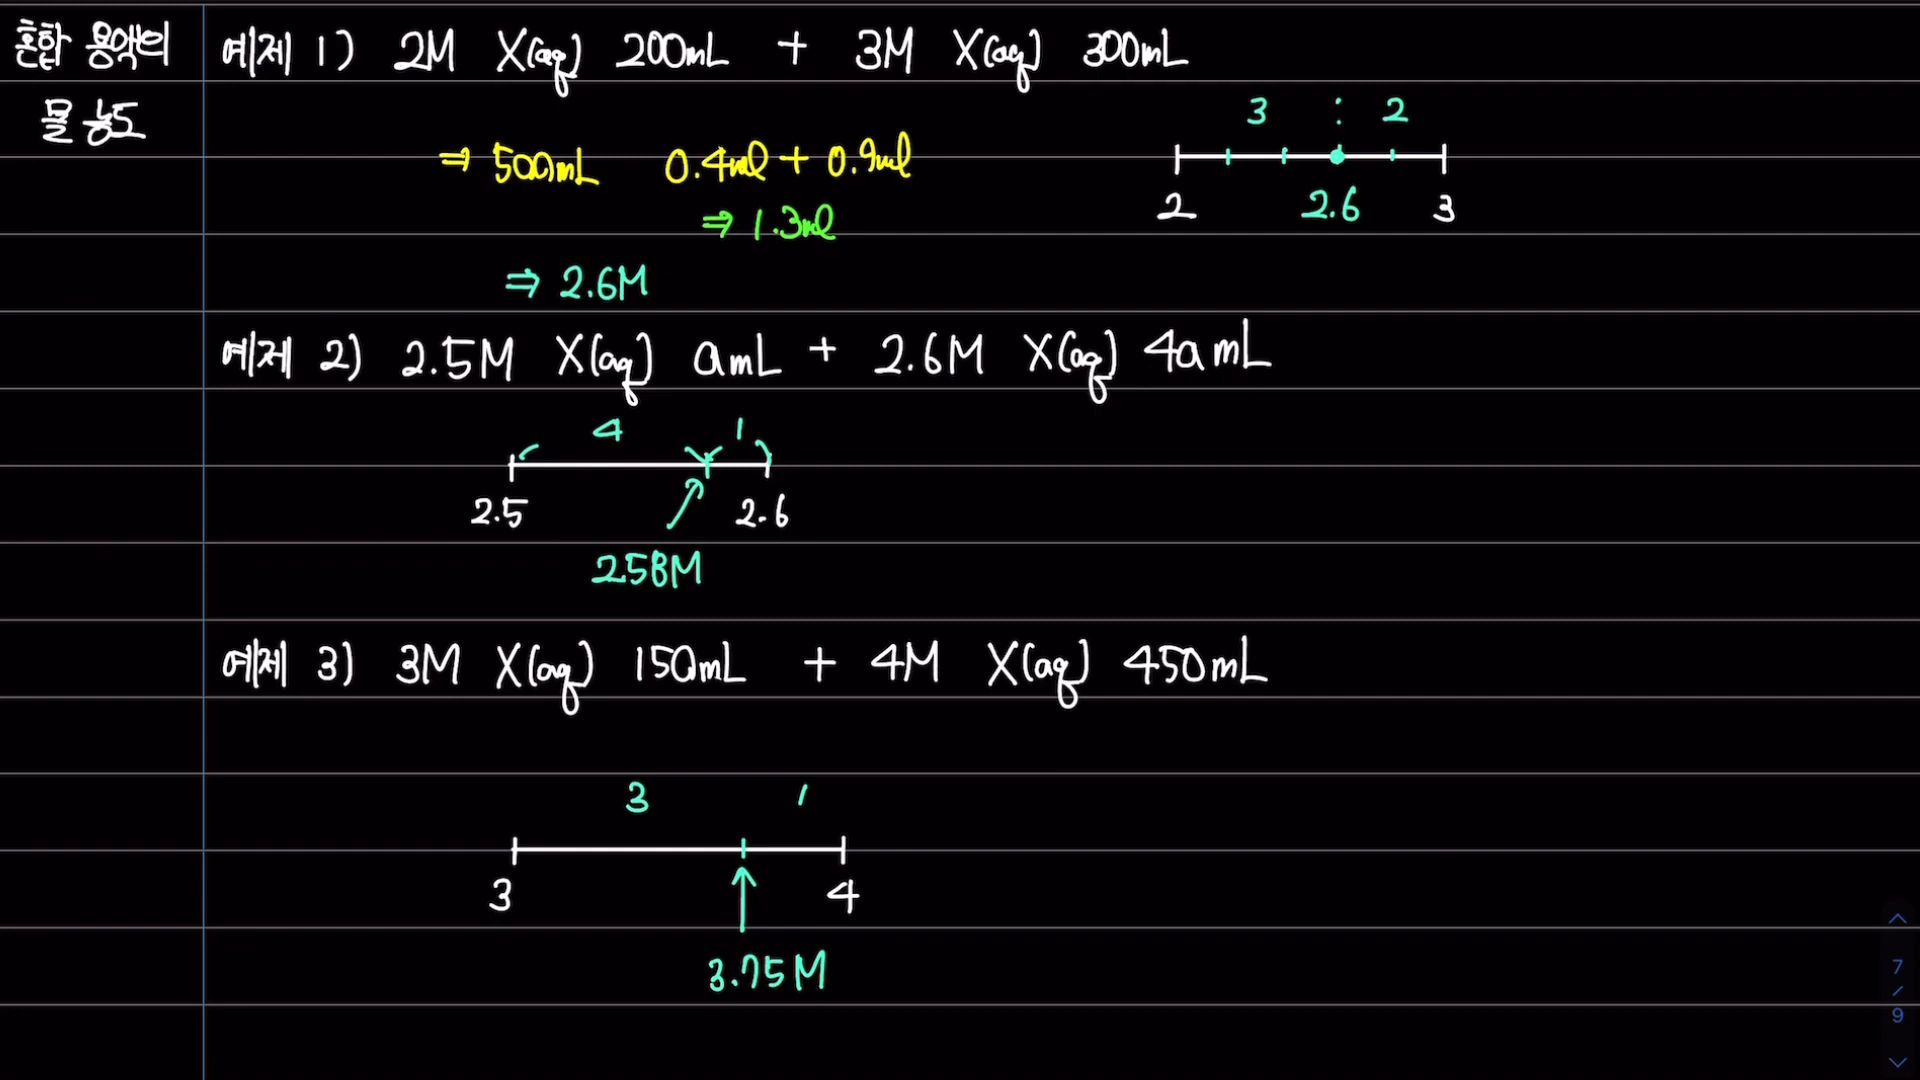 혼합 용액의
몰 농도
예제 1) 2M X(aq) 200mL + 3M X(aq) 300mL
3 : 2
⇒ 500mL 0.4mol + 0.9mol
2 2.6 3
⇒ 1.3mol
⇒ 2.6M
예제 2) 2.5M X(aq) amL + 2.6M X(aq) 4amL
4 1
2.5 2.6
2.58M
예제 3) 3M X(aq) 150mL + 4M X(aq) 450mL
3 1
3 4
3.75M
7
/
9